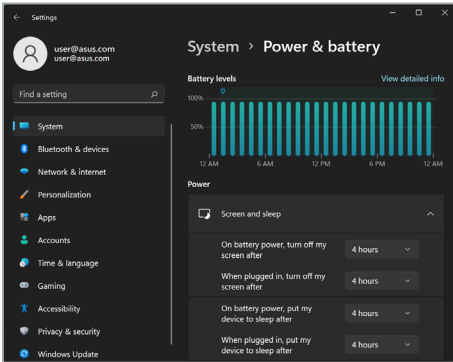 Settings
user@asus.com
user@asus.com
Find a setting
System
Bluetooth & devices
Network & internet
Personalization
Apps
Accounts
Time & language
Gaming
Accessibility
Privacy & security
Windows Update
System > Power & battery
Battery levels
View detailed info
100%
50%
12 AM 6 AM 12 PM 6 PM 12 AM
Power
Screen and sleep
On battery power, turn off my
screen after
4 hours
When plugged in, turn off my
screen after
4 hours
On battery power, put my
device to sleep after
4 hours
When plugged in, put my
device to sleep after
4 hours